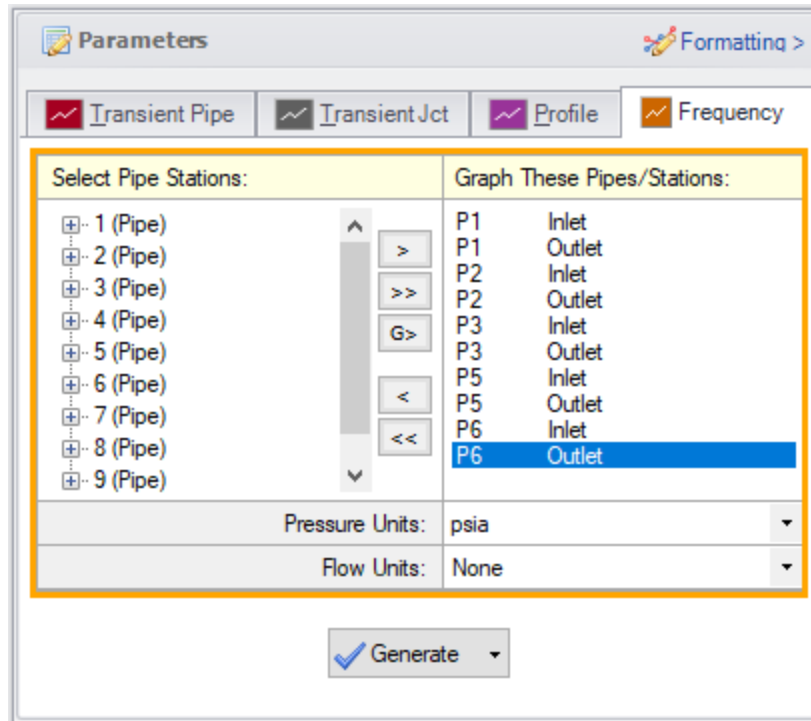 Parameters
Formatting >
Transient Pipe
Transient Jct
Profile
Frequency
Select Pipe Stations:
Graph These Pipes/Stations:
1 (Pipe)
2 (Pipe)
3 (Pipe)
4 (Pipe)
5 (Pipe)
6 (Pipe)
7 (Pipe)
8 (Pipe)
9 (Pipe)
>
>>
G>
<
<<
P1 Inlet
P1 Outlet
P2 Inlet
P2 Outlet
P3 Inlet
P3 Outlet
P5 Inlet
P5 Outlet
P6 Inlet
P6 Outlet
Pressure Units: psia
Flow Units: None
Generate